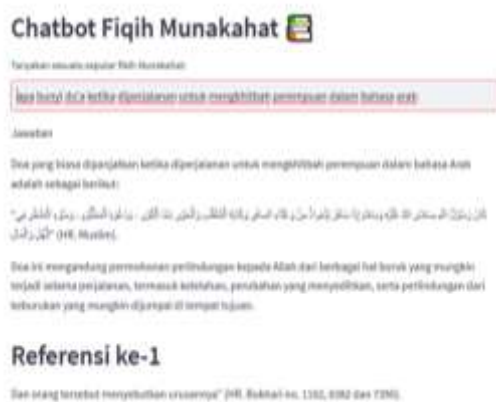 Chatbot Fiqih Munakahat
Tanyakan sesuatu seputar fikih Munakahat:
apa bunyi do'a ketika diperjalanan untuk mengkhitbah perempuan dalam bahasa arab
Jawaban
Doa yang biasa dipanjatkan ketika diperjalanan untuk mengkhitbah perempuan dalam bahasa Arab
adalah sebagai berikut:
(HR. Muslim).
Doa ini mengandung permohonan perlindungan kepada Allah dari berbagai hal buruk yang mungkin
terjadi selama perjalanan, termasuk kelelahan, perubahan yang menyedihkan, serta perlindungan dari
keburukan yang mungkin dijumpai di tempat tujuan.
Referensi ke-1
Dan orang tersebut menyebutkan urusannya" (HR. Bukhari no. 1162, 6382 dan 7390).